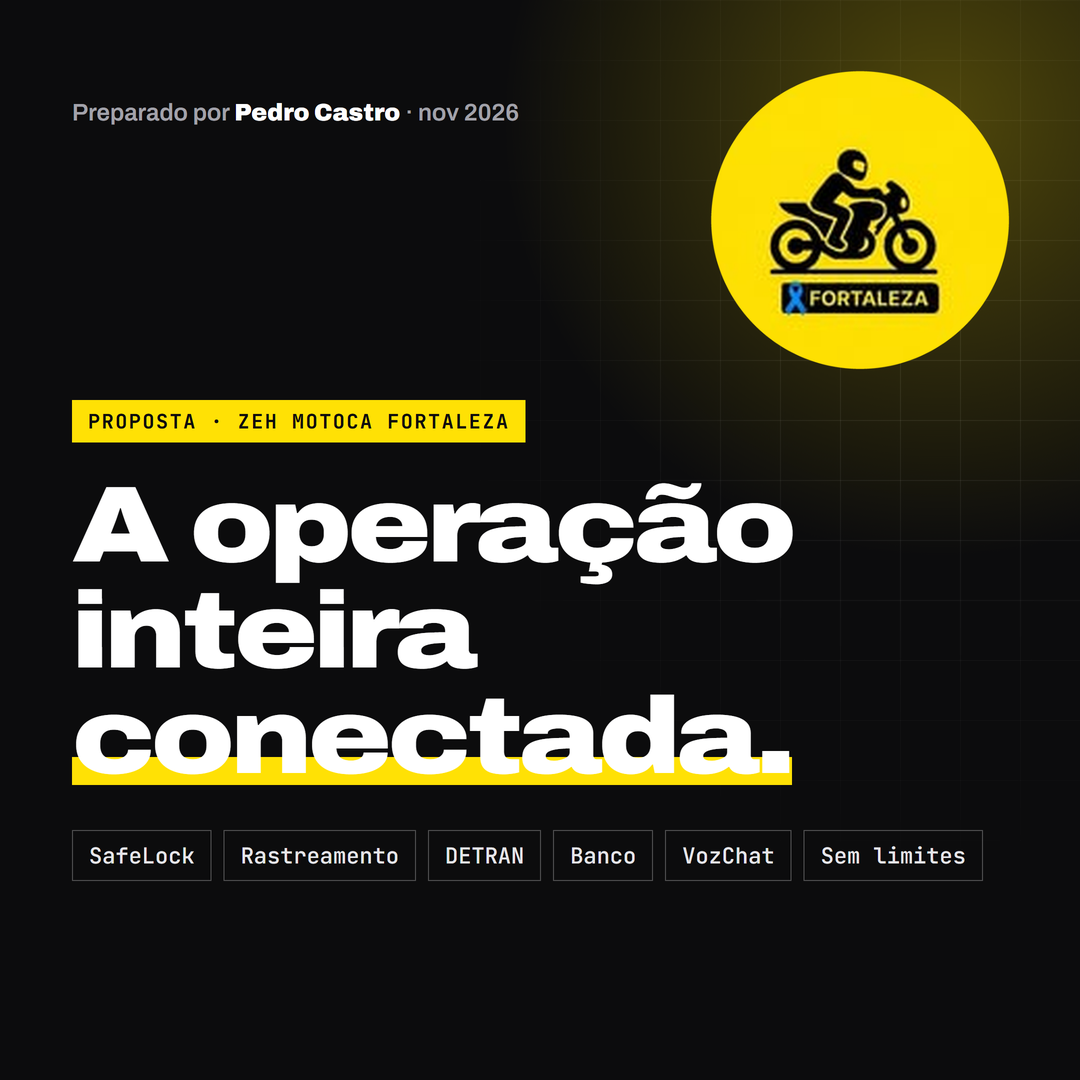 Preparado por Pedro Castro · nov 2026
FORTALEZA
PROPOSTA · ZEH MOTOCA FORTALEZA
A operação
inteira
conectada.
SafeLock
Rastreamento
DETRAN
Banco
VozChat
Sem limites